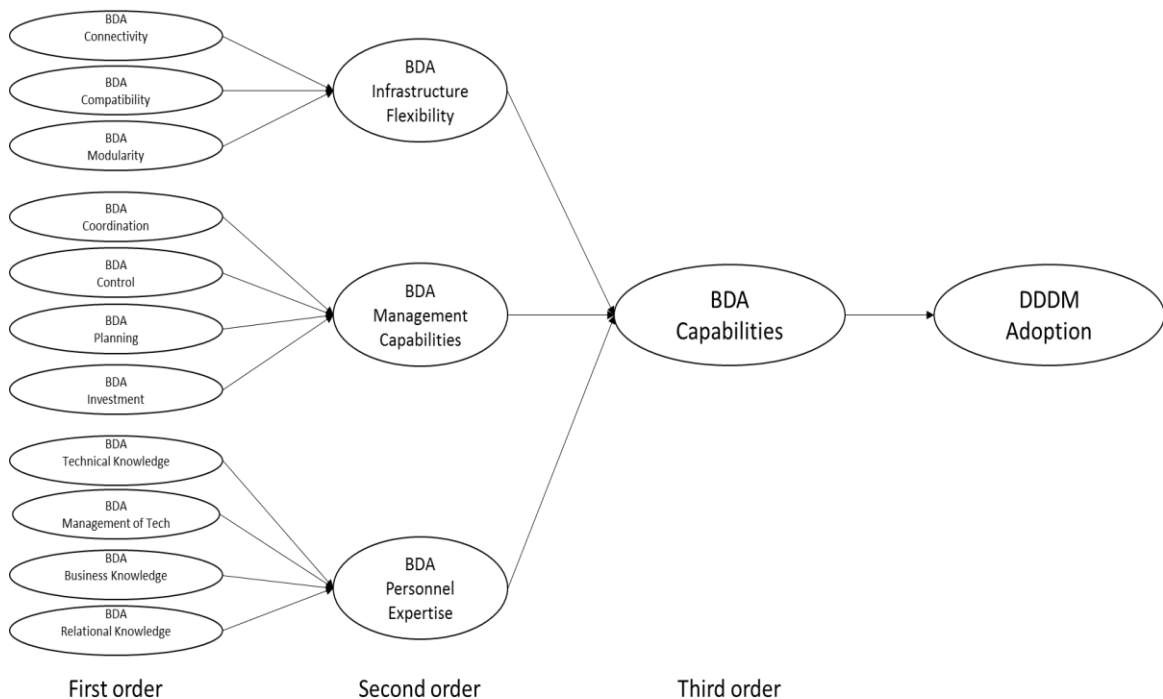 BDA
Connectivity
BDA
Compatibility
BDA
Modularity
BDA
Coordination
BDA
Control
BDA
Planning
BDA
Investment
BDA
Technical Knowledge
BDA
Management of Tech
BDA
Business Knowledge
BDA
Relational Knowledge
BDA
Infrastructure
Flexibility
BDA
Management
Capabilities
BDA
Personnel
Expertise
BDA
Capabilities
DDDM
Adoption
First order
Second order
Third order